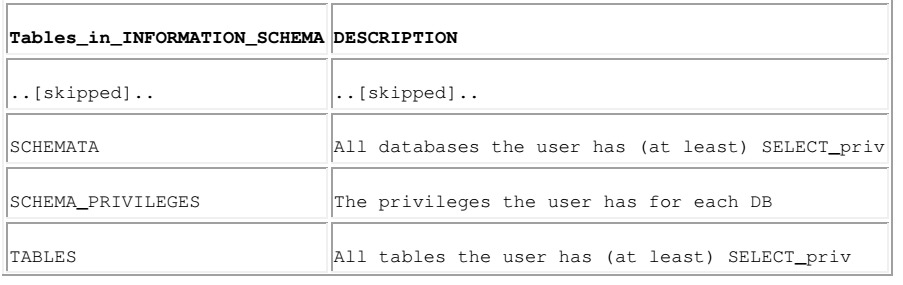 Tables_in_INFORMATION_SCHEMA DESCRIPTION
..[skipped].. ..[skipped]..
SCHEMATA All databases the user has (at least) SELECT_priv
SCHEMA_PRIVILEGES The privileges the user has for each DB
TABLES All tables the user has (at least) SELECT_priv